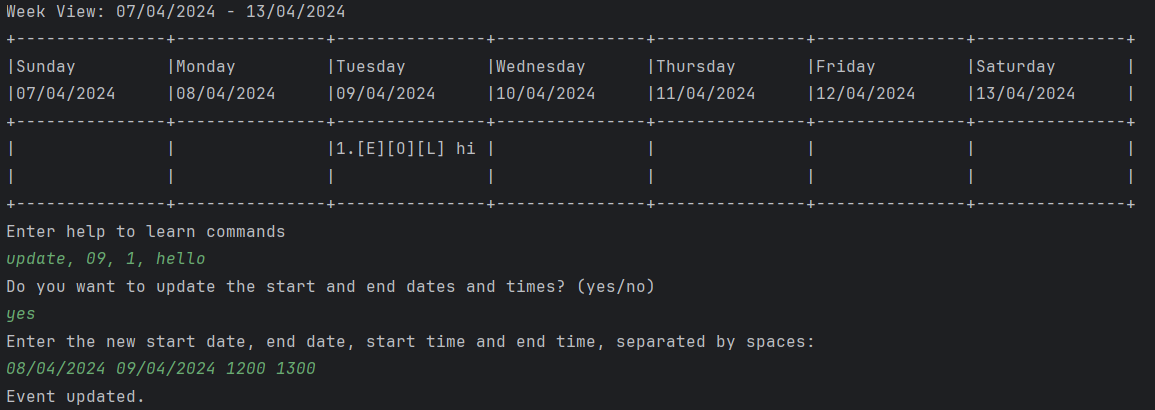 Week View: 07/04/2024 - 13/04/2024
+---------------+---------------+---------------+---------------+---------------+---------------+---------------+
|Sunday         |Monday         |Tuesday        |Wednesday      |Thursday       |Friday         |Saturday       |
|07/04/2024     |08/04/2024     |09/04/2024     |10/04/2024     |11/04/2024     |12/04/2024     |13/04/2024     |
+---------------+---------------+---------------+---------------+---------------+---------------+---------------+
|               |               |1.[E][O][L] hi |               |               |               |               |
|               |               |               |               |               |               |               |
+---------------+---------------+---------------+---------------+---------------+---------------+---------------+
Enter help to learn commands
update, 09, 1, hello
Do you want to update the start and end dates and times? (yes/no)
yes
Enter the new start date, end date, start time and end time, separated by spaces:
08/04/2024 09/04/2024 1200 1300
Event updated.